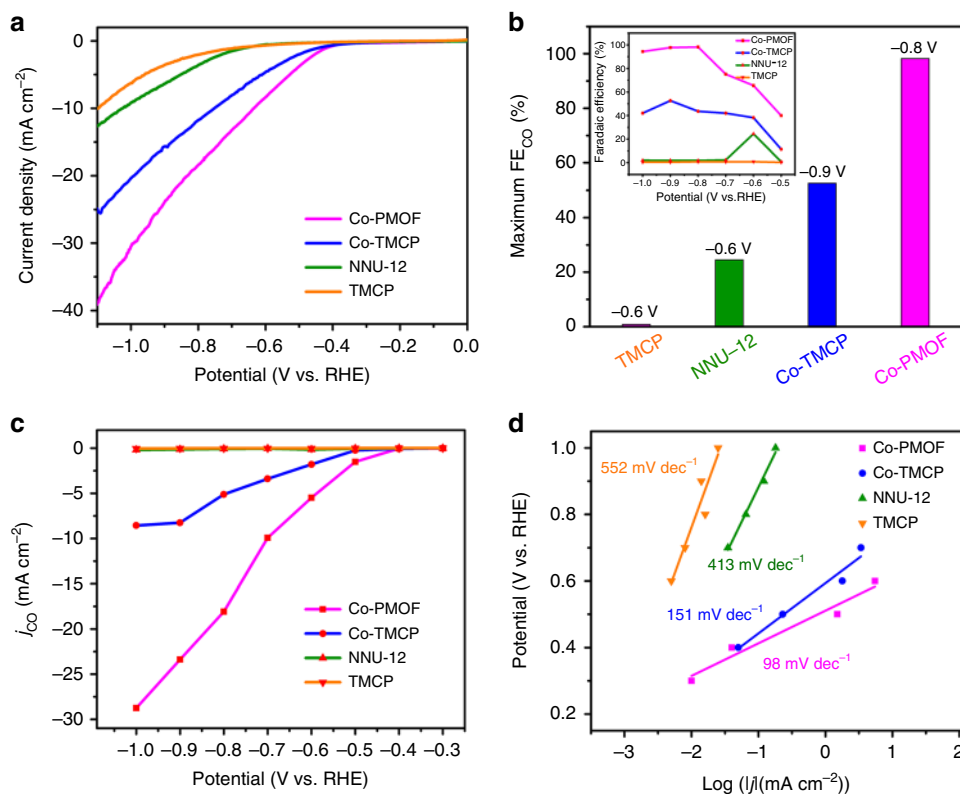 a
Current density (mA cm⁻²)
0
−10
−20
−30
−40
−1.0
−0.8
−0.6
−0.4
−0.2
0.0
Potential (V vs. RHE)
Co-PMOF
Co-TMCP
NNU-12
TMCP
b
Maximum FE_CO (%)
100
80
60
40
20
0
−0.6 V
−0.6 V
−0.9 V
−0.8 V
TMCP
NNU−12
Co-TMCP
Co-PMOF
Faradaic efficiency (%)
100
80
60
40
20
0
−1.0
−0.9
−0.8
−0.7
−0.6
−0.5
Potential (V vs.RHE)
Co-PMOF
Co-TMCP
NNU-12
TMCP
c
j_CO (mA cm⁻²)
0
−5
−10
−15
−20
−25
−30
−1.0
−0.9
−0.8
−0.7
−0.6
−0.5
−0.4
−0.3
Potential (V vs. RHE)
Co-PMOF
Co-TMCP
NNU-12
TMCP
d
Potential (V vs. RHE)
1.0
0.8
0.6
0.4
0.2
−3
−2
−1
0
1
2
Log (|j|(mA cm⁻²))
Co-PMOF
Co-TMCP
NNU-12
TMCP
552 mV dec⁻¹
413 mV dec⁻¹
151 mV dec⁻¹
98 mV dec⁻¹